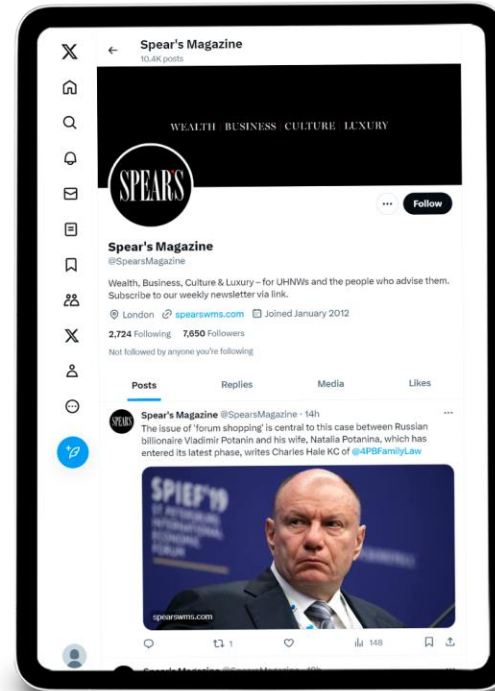 Spear's Magazine
10.4K posts
WEALTH | BUSINESS | CULTURE | LUXURY
SPEAR'S
Follow
Spear's Magazine
@SpearsMagazine
Wealth, Business, Culture & Luxury – for UHNWs and the people who advise them.
Subscribe to our weekly newsletter via link.
London spearswms.com Joined January 2012
2,724 Following 7,650 Followers
Not followed by anyone you're following
Posts Replies Media Likes
SPEAR'S
Spear's Magazine @SpearsMagazine · 14h
The issue of 'forum shopping' is central to this case between Russian
billionaire Vladimir Potanin and his wife, Natalia Potanina, which has
entered its latest phase, writes Charles Hale KC of @4PBFamilyLaw
SPIEF'19
ST. PETERSBURG
INTERNATIONAL
ECONOMIC
FORUM
spearswms.com
1 148
Spear's Magazine @SpearsMagazine